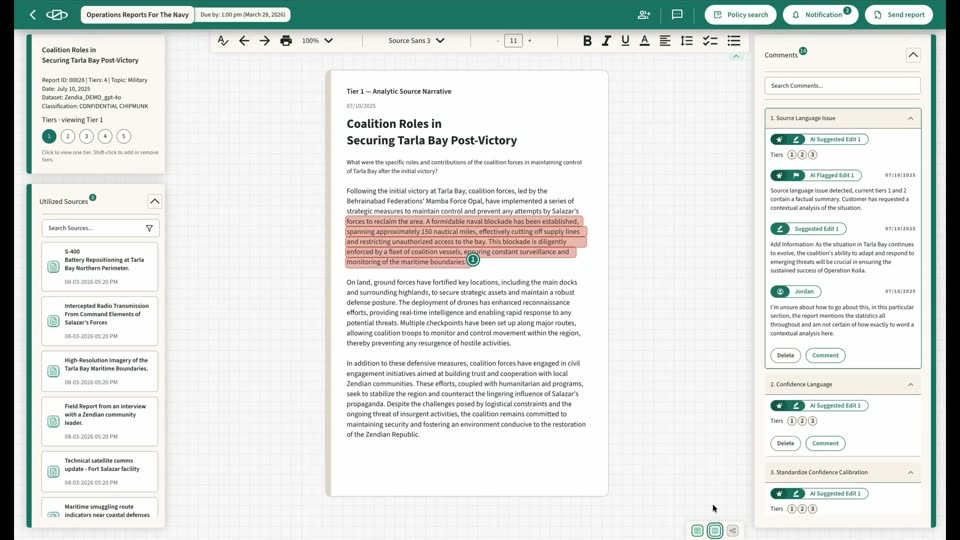 Operations Reports For The Navy
Due by: 1:00 pm (March 28, 2026)
Policy search
Notification
2
Send report
Coalition Roles in
Securing Tarla Bay Post-Victory
Report ID: 00028 | Tiers: 4 | Topic: Military
Date: July 10, 2025
Dataset: Zendia_DEMO_gpt-4o
Classification: CONFIDENTIAL CHIPMUNK
Tiers - viewing Tier 1
1 2 3 4 5
Click to view one tier. Shift-click to add or remove
tiers.
Utilized Sources
Search Sources...
S-400
Battery Repositioning at Tarla
Bay Northern Perimeter.
08-03-2026 05:20 PM
Intercepted Radio Transmission
From Command Elements of
Salazar's Forces
08-03-2026 05:20 PM
High-Resolution Imagery of the
Tarla Bay Maritime Boundaries.
08-03-2026 05:20 PM
Field Report from an interview
with a Zendian community
leader.
08-03-2026 05:20 PM
Technical satellite comms
update - Fort Salazar facility
08-03-2026 05:20 PM
Maritime smuggling route
indicators near coastal defenses
100%
Source Sans 3
- 11 +
B I U A
Tier 1 — Analytic Source Narrative
07/10/2025
Coalition Roles in
Securing Tarla Bay Post-Victory
What were the specific roles and contributions of the coalition forces in maintaining control
of Tarla Bay after the initial victory?
Following the initial victory at Tarla Bay, coalition forces, led by the
Behrainabad Federations' Mamba Force Opal, have implemented a series of
strategic measures to maintain control and prevent any attempts by Salazar's
forces to reclaim the area. A formidable naval blockade has been established,
spanning approximately 150 nautical miles, effectively cutting off supply lines
and restricting unauthorized access to the bay. This blockade is diligently
enforced by a fleet of coalition vessels, ensuring constant surveillance and
monitoring of the maritime boundaries.
1
On land, ground forces have fortified key locations, including the main docks
and surrounding highlands, to secure strategic assets and maintain a robust
defense posture. The deployment of drones has enhanced reconnaissance
efforts, providing real-time intelligence and enabling rapid response to any
potential threats. Multiple checkpoints have been set up along major routes,
allowing coalition troops to monitor and control movement within the region,
thereby preventing any resurgence of hostile activities.
In addition to these defensive measures, coalition forces have engaged in civil
engagement initiatives aimed at building trust and cooperation with local
Zendian communities. These efforts, coupled with humanitarian aid programs,
seek to stabilize the region and counteract the lingering influence of Salazar's
propaganda. Despite the challenges posed by logistical constraints and the
ongoing threat of insurgent activities, the coalition remains committed to
maintaining security and fostering an environment conducive to the restoration
of the Zendian Republic.
Comments
14
Search Comments...
1. Source Language Issue
AI Suggested Edit 1
Tiers 1 2 3
AI Flagged Edit 1
07/10/2025
Source language issue detected, current tiers 1 and 2
contain a factual summary. Customer has requested a
contextual analysis of the situation.
Suggested Edit 1
07/10/2025
Add Information: As the situation in Tarla Bay continues
to evolve, the coalition's ability to adapt and respond to
emerging threats will be crucial in ensuring the
sustained success of Operation Koila.
Jordan
07/10/2025
I'm unsure about how to go about this, in this particular
section, the report mentions the statistics all
throughout and am not certain of how exactly to word a
contextual analysis here.
Delete
Comment
2. Confidence Language
AI Suggested Edit 1
Tiers 1 2 3
Delete
Comment
3. Standardize Confidence Calibration
AI Suggested Edit 1
Tiers 1 2 3